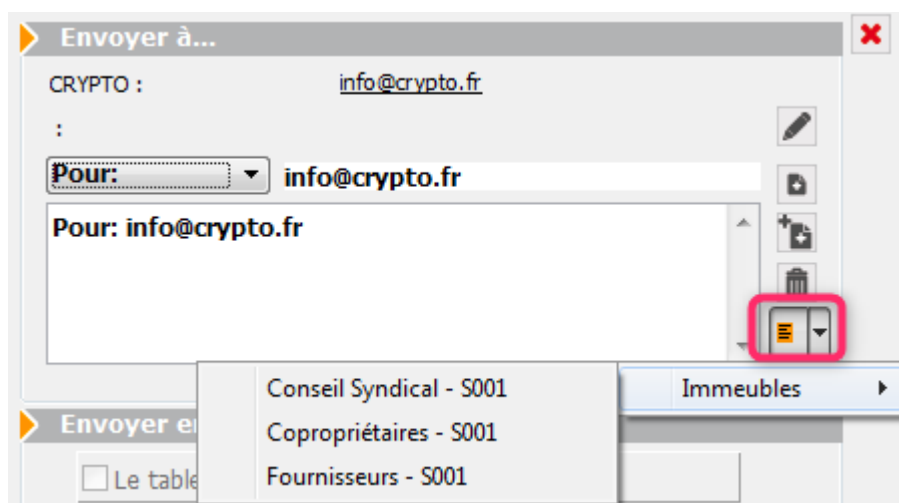 Envoyer à...
CRYPTO : info@crypto.fr
:
Pour: info@crypto.fr
Pour: info@crypto.fr
Immeubles
Conseil Syndical - S001
Copropriétaires - S001
Fournisseurs - S001
Envoyer
Le table